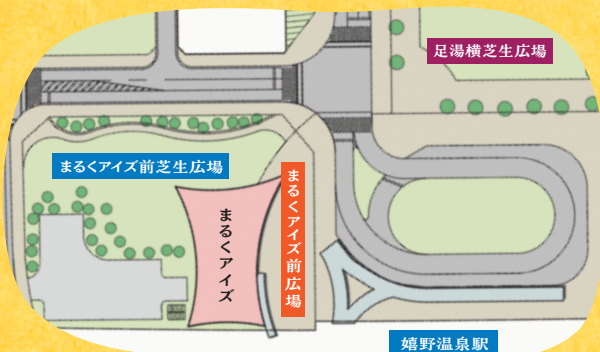 足湯横芝生広場
まるくアイズ前芝生広場
まるくアイズ
まるくアイズ前広場
嬉野温泉駅